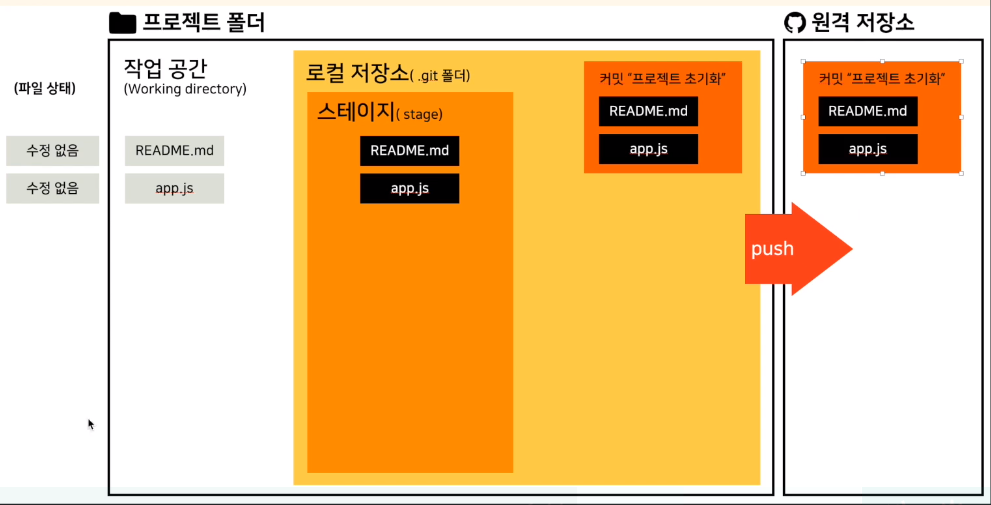 프로젝트 폴더
원격 저장소
(파일 상태)
작업 공간
(Working directory)
로컬 저장소( .git 폴더)
스테이지( stage)
커밋 “프로젝트 초기화”
README.md
app.js
커밋 “프로젝트 초기화”
README.md
app.js
수정 없음
README.md
README.md
수정 없음
app.js
app.js
push